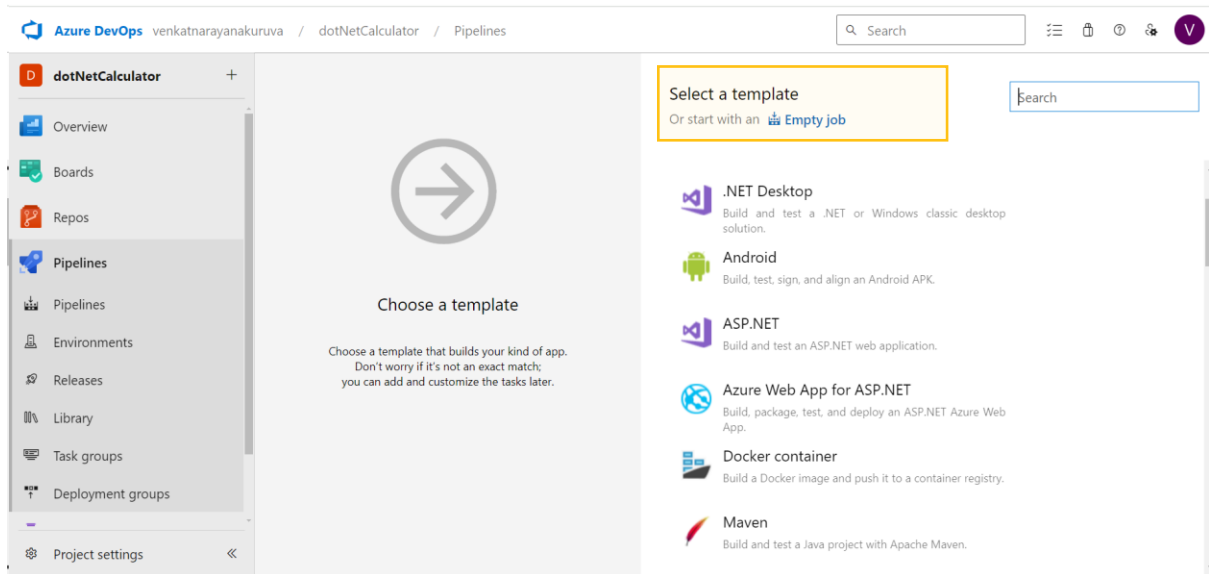 Azure DevOps venkatnarayanakuruva / dotNetCalculator / Pipelines
Search
V
D dotNetCalculator +
Overview
Boards
Repos
Pipelines
Pipelines
Environments
Releases
Library
Task groups
Deployment groups
Project settings
Choose a template
Choose a template that builds your kind of app.
Don't worry if it's not an exact match;
you can add and customize the tasks later.
Select a template
Or start with an Empty job
Search
.NET Desktop
Build and test a .NET or Windows classic desktop
solution.
Android
Build, test, sign, and align an Android APK.
ASP.NET
Build and test an ASP.NET web application.
Azure Web App for ASP.NET
Build, package, test, and deploy an ASP.NET Azure Web
App.
Docker container
Build a Docker image and push it to a container registry.
Maven
Build and test a Java project with Apache Maven.